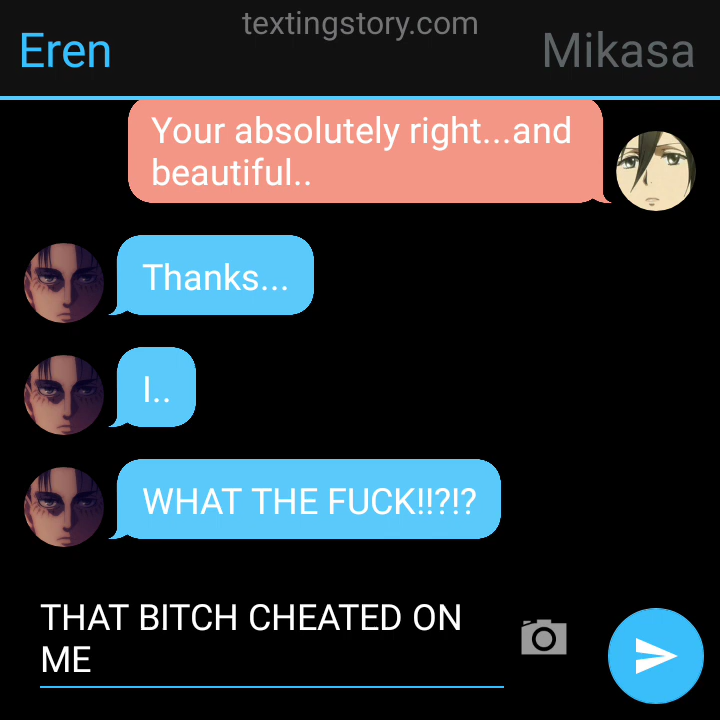 textingstory.com
Eren
Mikasa
Your absolutely right...and
beautiful..
Thanks...
I..
WHAT THE FUCK!!?!?
THAT BITCH CHEATED ON
ME